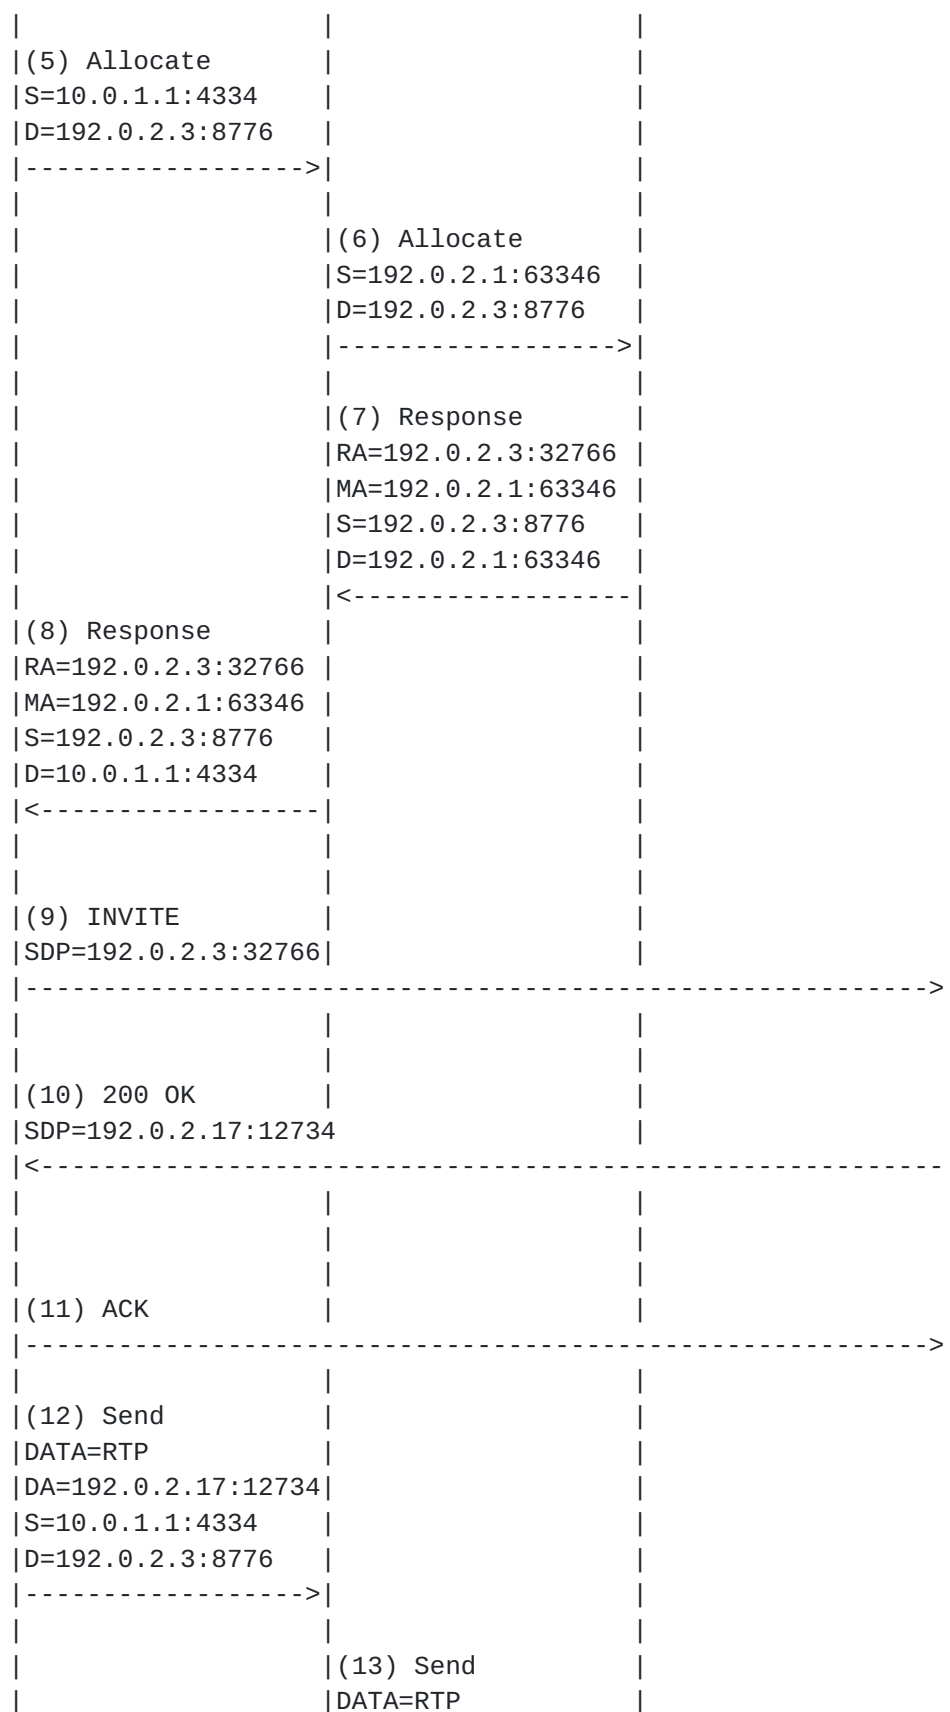 |                   |                   |
|(5) Allocate       |                   |
|S=10.0.1.1:4334    |                   |
|D=192.0.2.3:8776   |                   |
|------------------>|                   |
|                   |                   |
|                   |(6) Allocate       |
|                   |S=192.0.2.1:63346  |
|                   |D=192.0.2.3:8776   |
|                   |------------------>|
|                   |                   |
|                   |(7) Response       |
|                   |RA=192.0.2.3:32766 |
|                   |MA=192.0.2.1:63346 |
|                   |S=192.0.2.3:8776   |
|                   |D=192.0.2.1:63346  |
|                   |<------------------|
|(8) Response       |                   |
|RA=192.0.2.3:32766 |                   |
|MA=192.0.2.1:63346 |                   |
|S=192.0.2.3:8776   |                   |
|D=10.0.1.1:4334    |                   |
|<------------------|                   |
|                   |                   |
|                   |                   |
|(9) INVITE         |                   |
|SDP=192.0.2.3:32766|                   |
|---------------------------------------------------------->
|                   |                   |
|                   |                   |
|(10) 200 OK        |                   |
|SDP=192.0.2.17:12734                   |
|<----------------------------------------------------------
|                   |                   |
|                   |                   |
|                   |                   |
|(11) ACK           |                   |
|---------------------------------------------------------->
|                   |                   |
|(12) Send          |                   |
|DATA=RTP           |                   |
|DA=192.0.2.17:12734|                   |
|S=10.0.1.1:4334    |                   |
|D=192.0.2.3:8776   |                   |
|------------------>|                   |
|                   |                   |
|                   |(13) Send          |
|                   |DATA=RTP           |